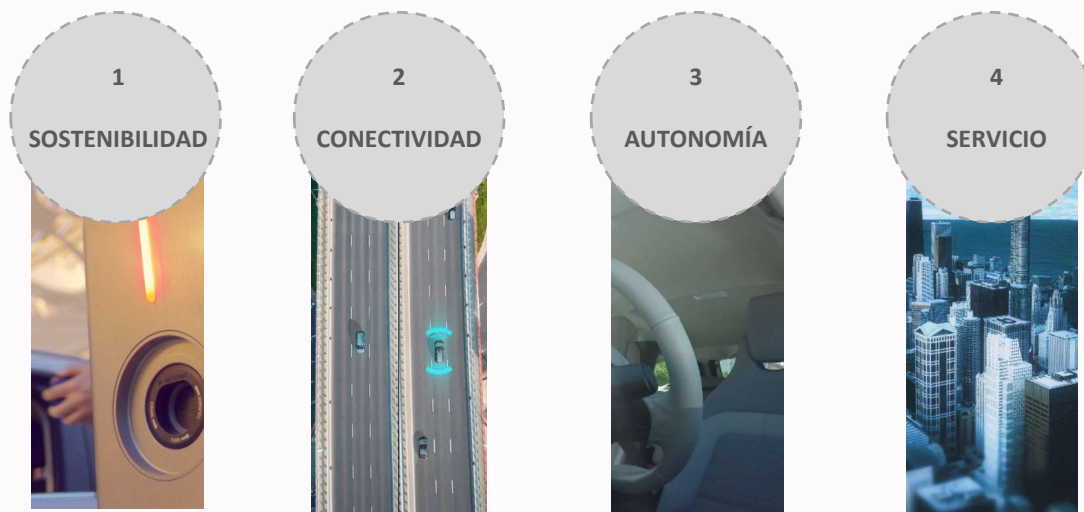 1
SOSTENIBILIDAD
2
CONECTIVIDAD
3
AUTONOMÍA
4
SERVICIO